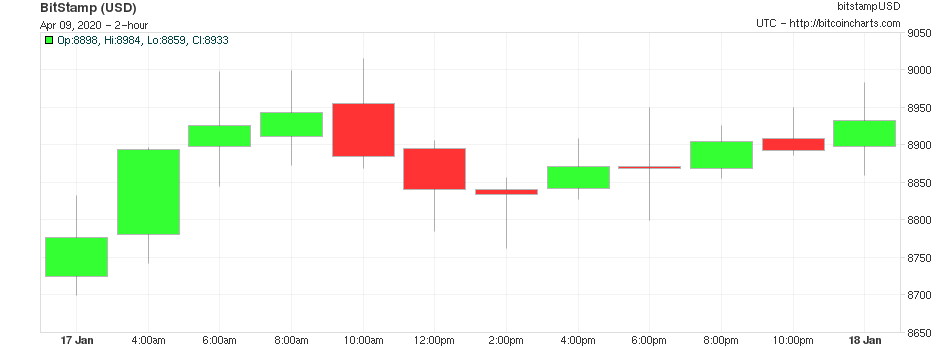 BitStamp (USD)
bitstampUSD
Apr 09, 2020 - 2-hour
UTC - http://bitcoincharts.com
Op:8898, Hi:8984, Lo:8859, Cl:8933
9050
9000
8950
8900
8850
8800
8750
8700
8650
17 Jan 4:00am 6:00am 8:00am 10:00am 12:00pm 2:00pm 4:00pm 6:00pm 8:00pm 10:00pm 18 Jan